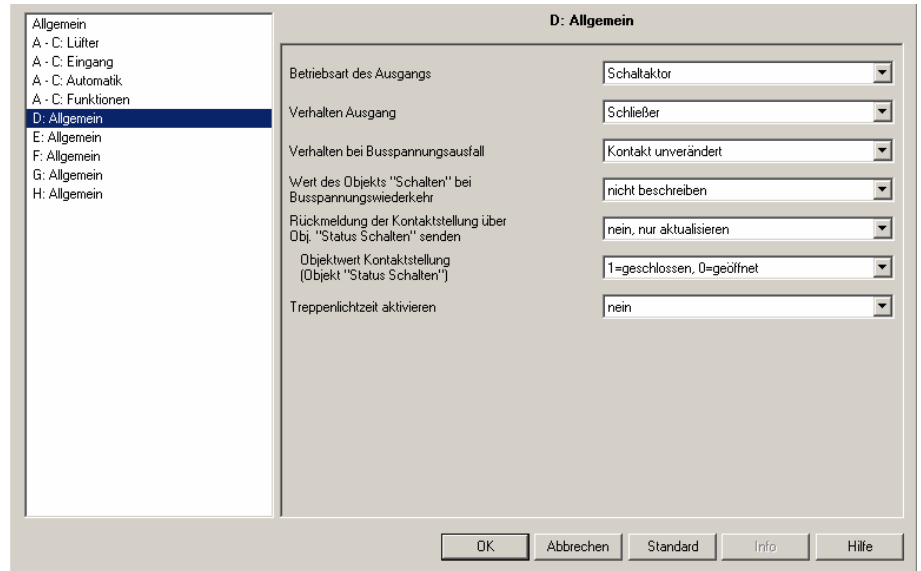 D: Allgemein
Allgemein
A - C: Lüfter
A - C: Eingang
A - C: Automatik
A - C: Funktionen
D: Allgemein
E: Allgemein
F: Allgemein
G: Allgemein
H: Allgemein
Betriebsart des Ausgangs
Schaltaktor
Verhalten Ausgang
Schließer
Verhalten bei Busspannungsausfall
Kontakt unverändert
Wert des Objekts "Schalten" bei
Busspannungswiederkehr
nicht beschreiben
Rückmeldung der Kontaktstellung über
Obj. "Status Schalten" senden
nein, nur aktualisieren
Objektwert Kontaktstellung
(Objekt "Status Schalten")
1=geschlossen, 0=geöffnet
Treppenlichtzeit aktivieren
nein
OK
Abbrechen
Standard
Info
Hilfe